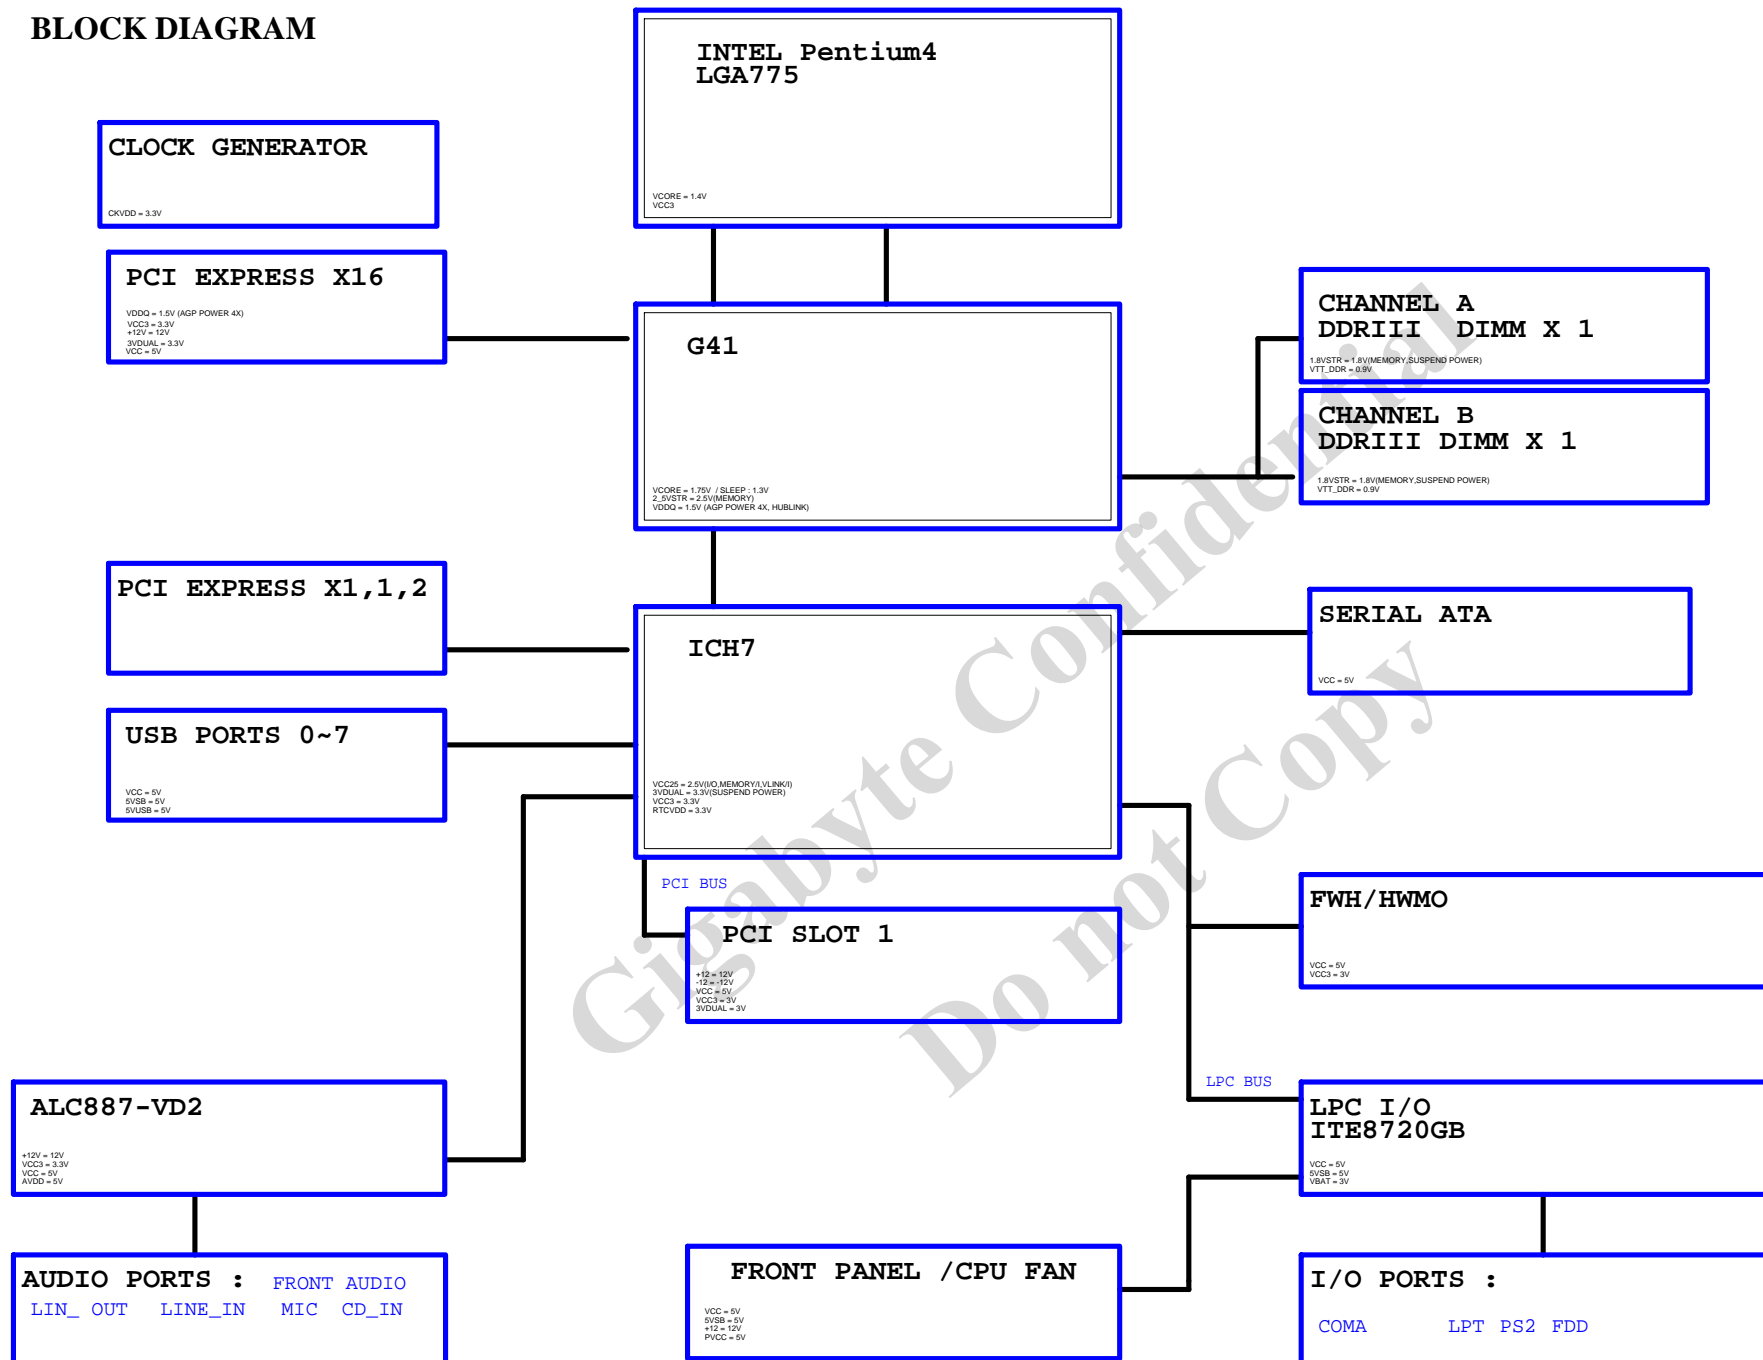 BLOCK DIAGRAM
INTEL Pentium4
LGA775
VCORE = 1.4V
VCC3
CLOCK GENERATOR
CKVDD = 3.3V
PCI EXPRESS X16
VDDQ = 1.5V (AGP POWER 4X)
VCC3 = 3.3V
+12V = 12V
3VDUAL = 3.3V
VCC = 5V
G41
VCORE = 1.75V / SLEEP : 1.3V
2_5VSTR = 2.5V(MEMORY)
VDDQ = 1.5V (AGP POWER 4X, HUBLINK)
CHANNEL A
DDRIII DIMM X 1
1.8VSTR = 1.8V(MEMORY,SUSPEND POWER)
VTT_DDR = 0.9V
CHANNEL B
DDRIII DIMM X 1
1.8VSTR = 1.8V(MEMORY,SUSPEND POWER)
VTT_DDR = 0.9V
PCI EXPRESS X1,1,2
ICH7
VCC25 = 2.5V(I/O,MEMORY/I,VLINK/I)
3VDUAL = 3.3V(SUSPEND POWER)
VCC3 = 3.3V
RTCVDD = 3.3V
SERIAL ATA
VCC = 5V
USB PORTS 0~7
VCC = 5V
5VSB = 5V
5VUSB = 5V
PCI BUS
PCI SLOT 1
+12 = 12V
-12 = -12V
VCC = 5V
VCC3 = 3V
3VDUAL = 3V
FWH/HWMO
VCC = 5V
VCC3 = 3V
LPC BUS
LPC I/O
ITE8720GB
VCC = 5V
5VSB = 5V
VBAT = 3V
ALC887-VD2
+12V = 12V
VCC3 = 3.3V
VCC = 5V
AVDD = 5V
AUDIO PORTS : FRONT AUDIO
LIN_ OUT LINE_IN MIC CD_IN
FRONT PANEL /CPU FAN
VCC = 5V
5VSB = 5V
+12 = 12V
PVCC = 5V
I/O PORTS :
COMA LPT PS2 FDD
Gigabyte Confidential
Do not Copy